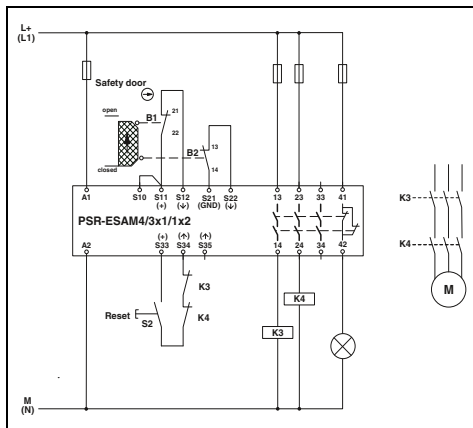 L+
(L1)
Safety door
open
21
B1
22
13
B2
14
closed
S10 S11 S12 S21 S22
(+) (↓) (GND) (↓)
A1 13 23 33 41
PSR-ESAM4/3x1/1x2
A2 (+) (↑) (↑)
S33 S34 S35 14 24 34 42
K3
K4
Reset
S2
K3
K4
K4
K3
M
M
(N)